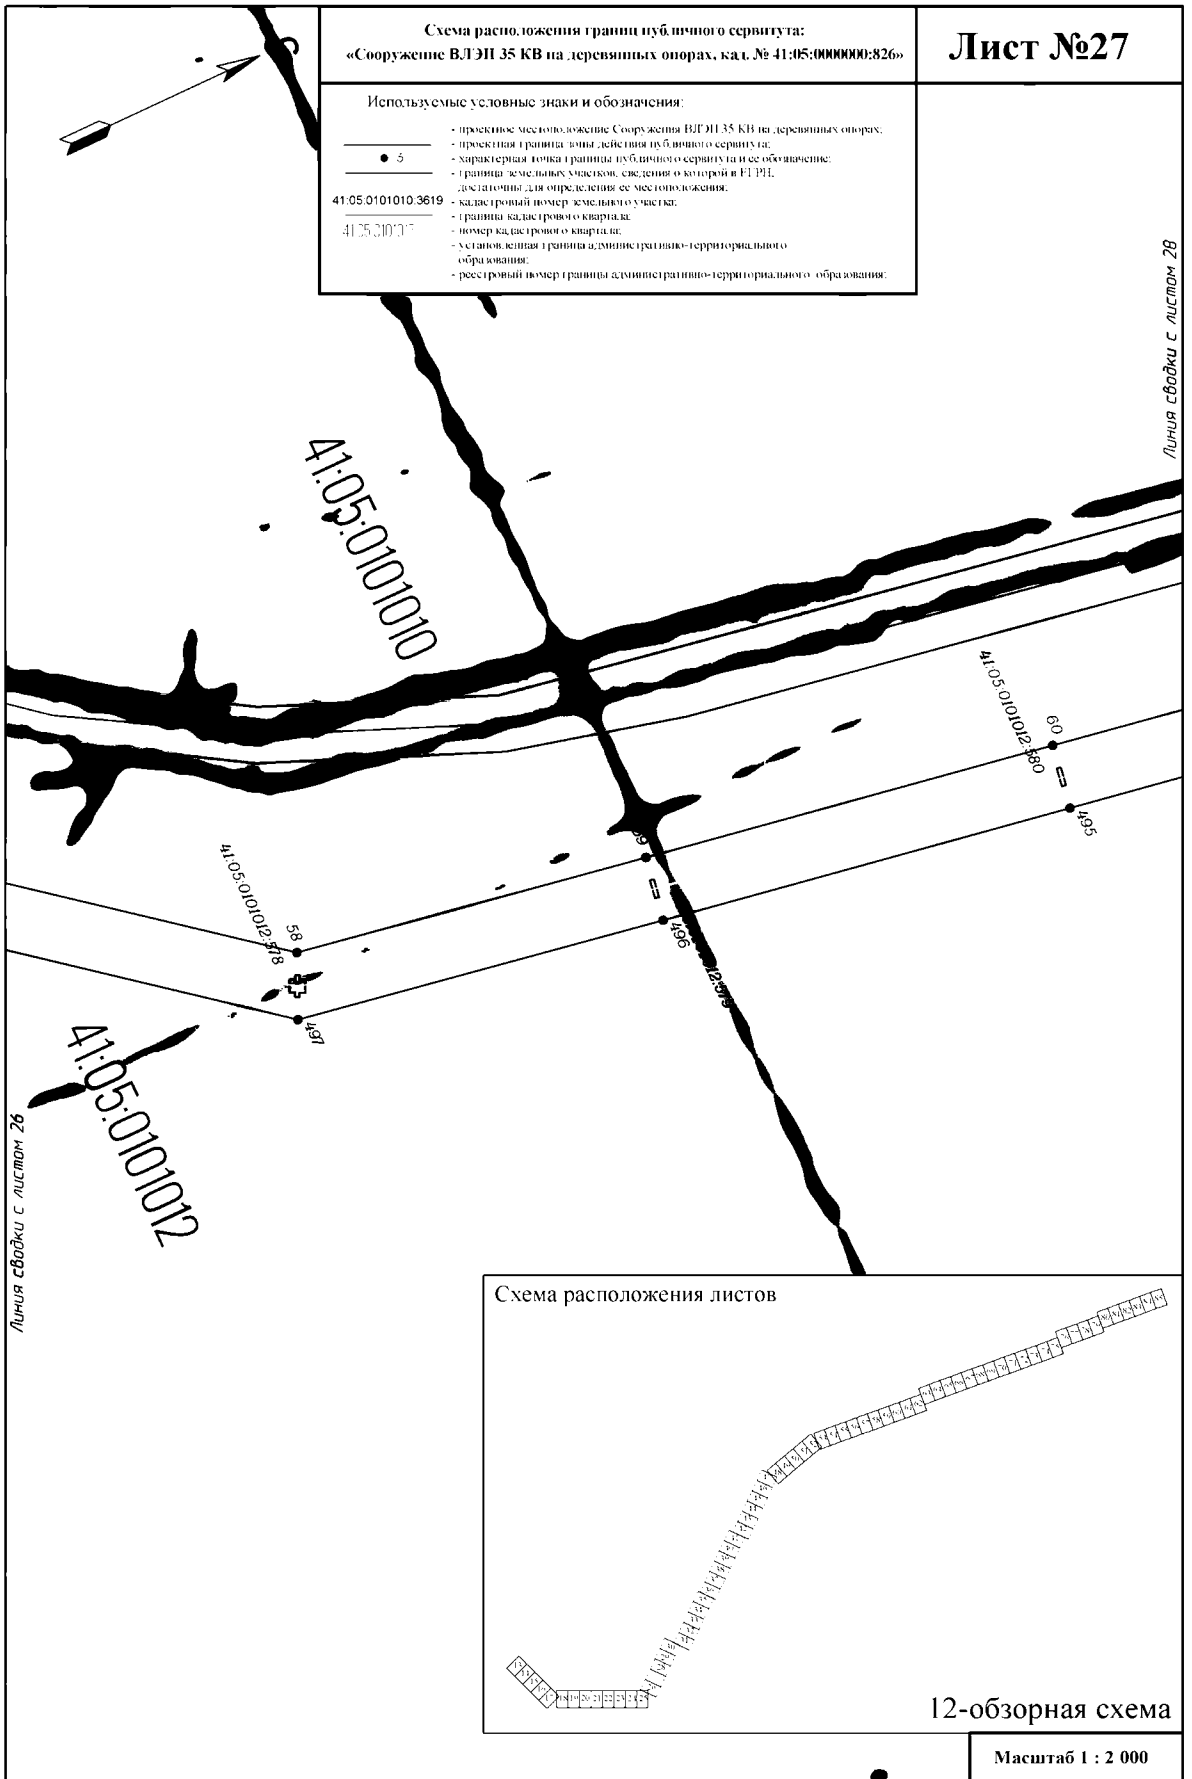 Схема расположения границ публичного сервитута:
«Сооружение ВЛЭП 35 КВ на деревянных опорах, кад. № 41:05:0000000:826»
Лист №27
Используемые условные знаки и обозначения:
- проектное местоположение Сооружения ВЛЭП 35 КВ на деревянных опорах;
- проектная граница зоны действия публичного сервитута;
- характерная точка границы публичного сервитута и ее обозначение;
- граница земельных участков, сведения о которой в ЕГРН,
достаточны для определения ее местоположения;
41:05:0101010:3619 - кадастровый номер земельного участка;
- граница кадастрового квартала;
- номер кадастрового квартала;
- установленная граница административно-территориального
образования;
- реестровый номер границы административно-территориального образования;
Линия сводки с листом 28
41:05:0101010
41:05:0101012:580
60
495
41:05:0101012:578
58
496
497
41:05:0101012
Линия сводки с листом 26
Схема расположения листов
12-обзорная схема
Масштаб 1 : 2 000